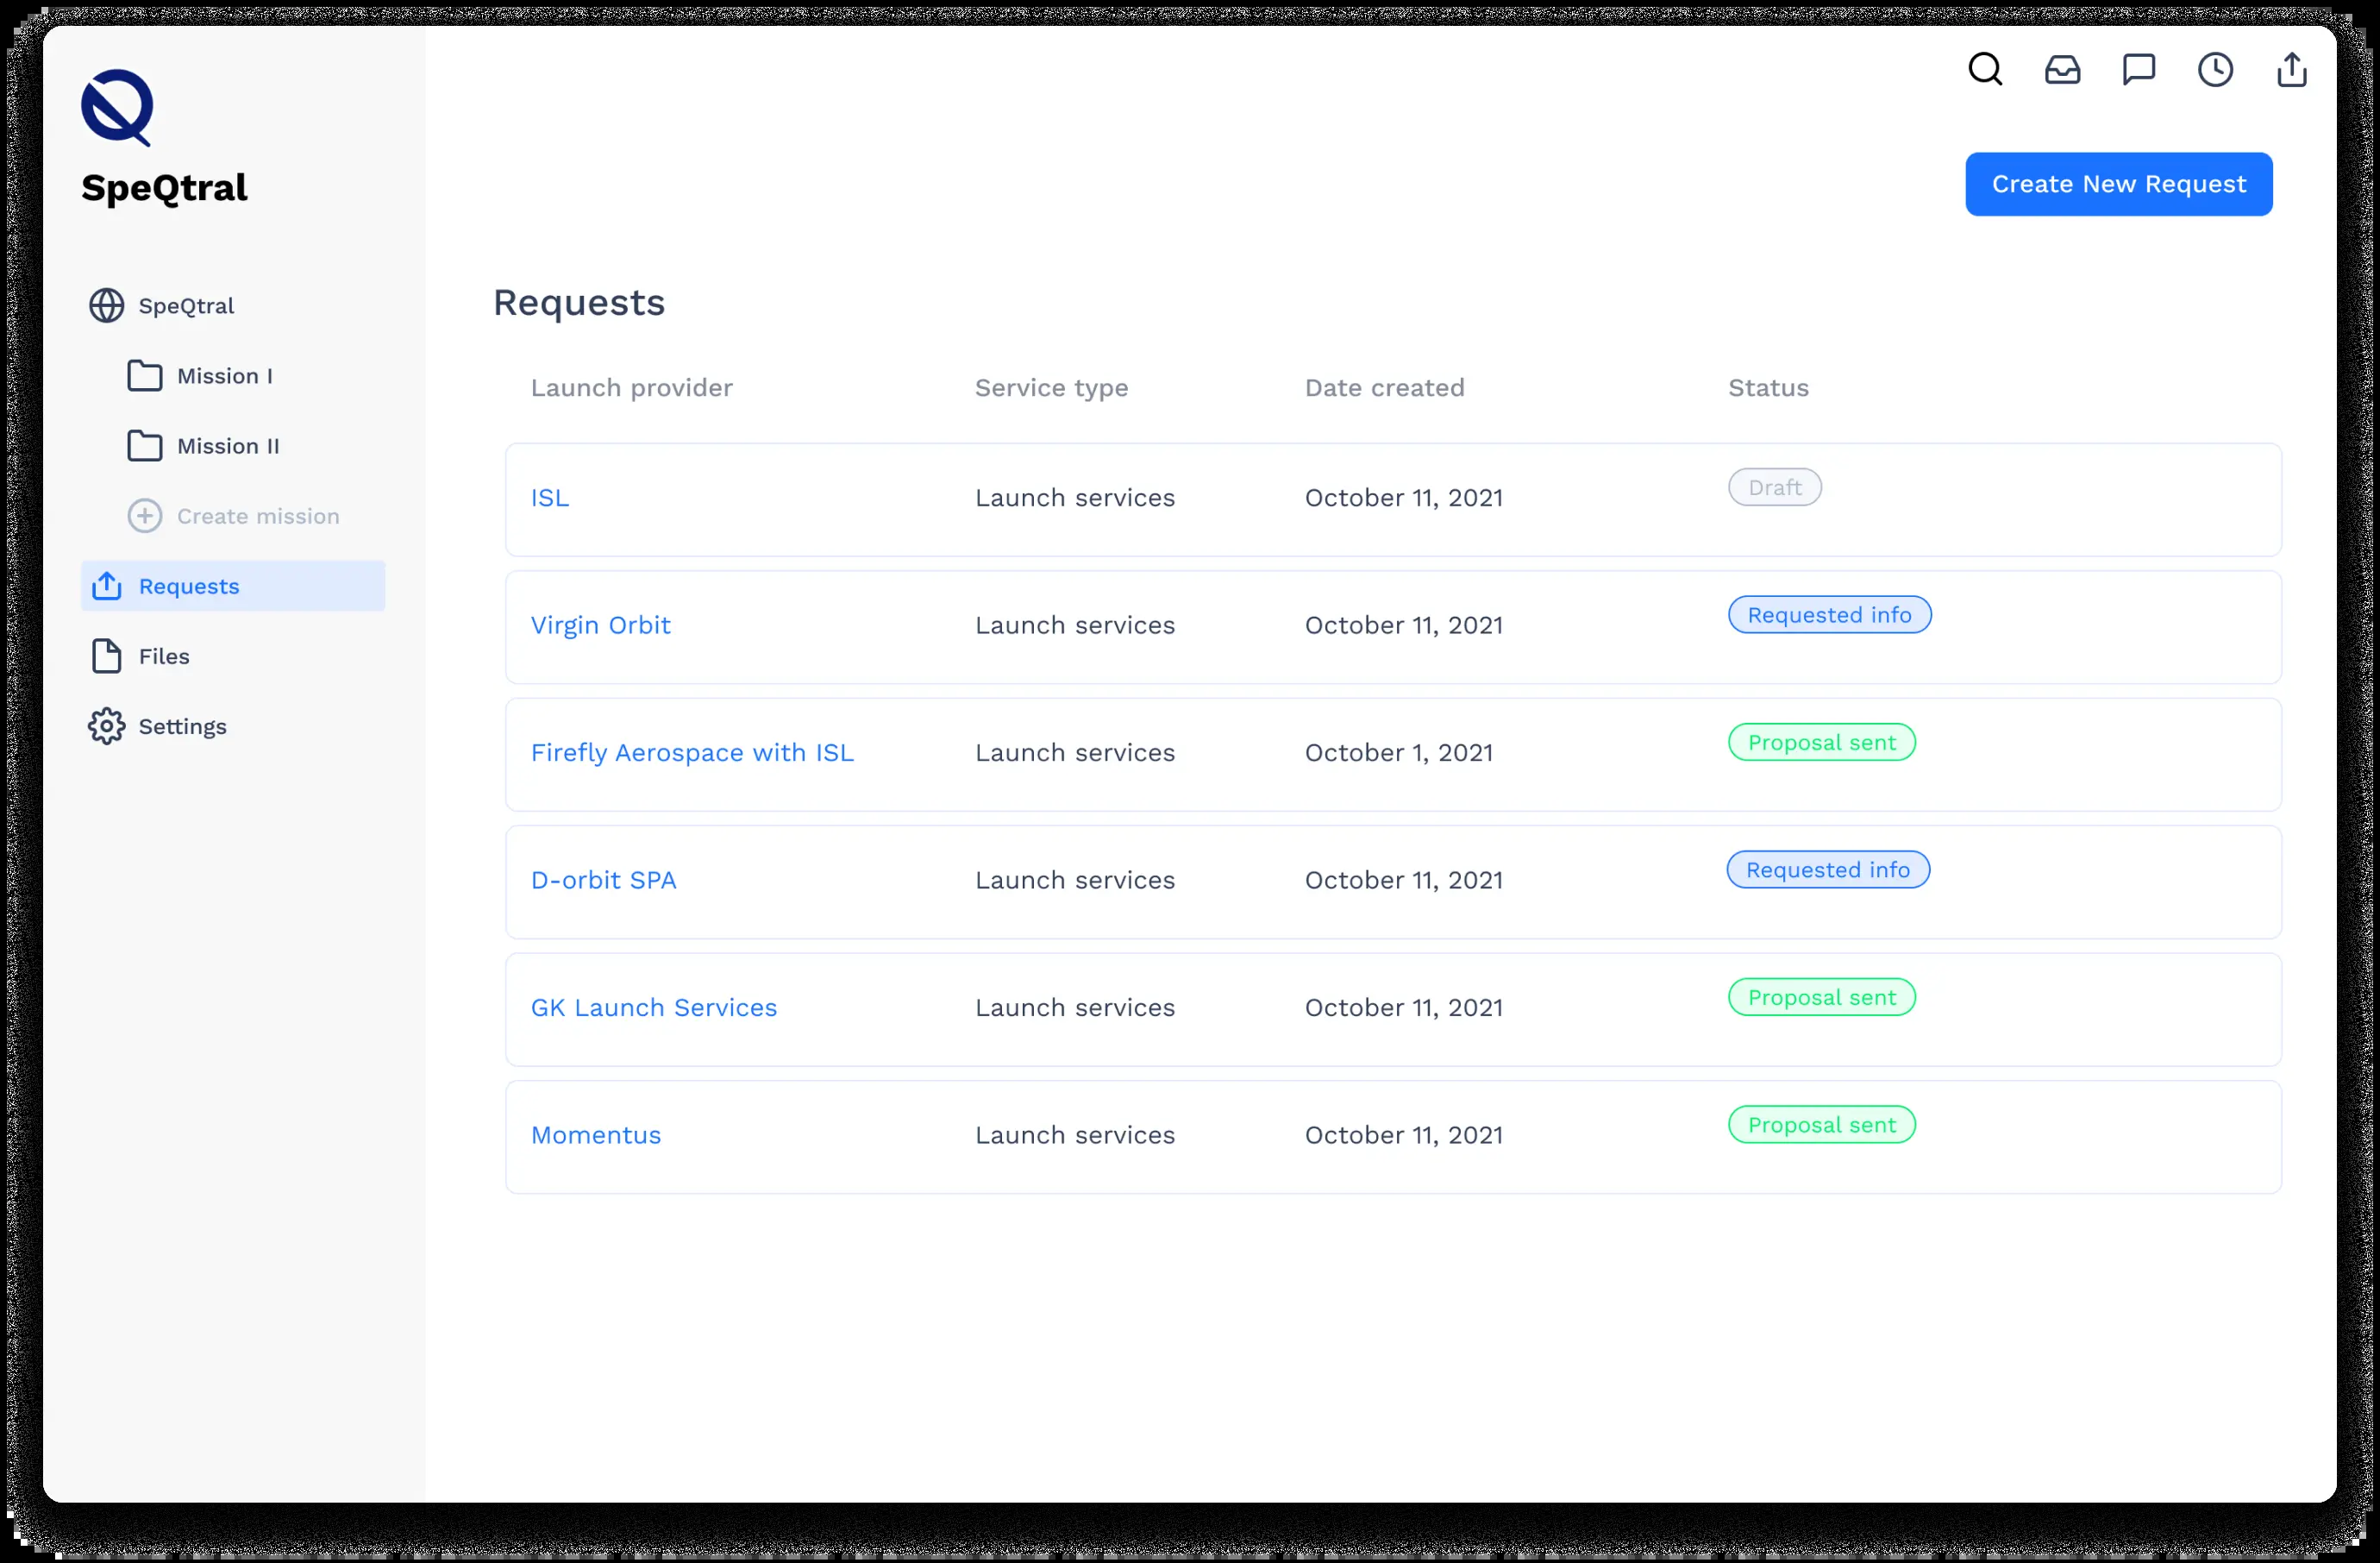 SpeQtral
Create New Request
SpeQtral
Mission I
Mission II
Create mission
Requests
Files
Settings
Requests
Launch provider Service type Date created Status
ISL Launch services October 11, 2021 Draft
Virgin Orbit Launch services October 11, 2021 Requested info
Firefly Aerospace with ISL Launch services October 1, 2021 Proposal sent
D-orbit SPA Launch services October 11, 2021 Requested info
GK Launch Services Launch services October 11, 2021 Proposal sent
Momentus Launch services October 11, 2021 Proposal sent